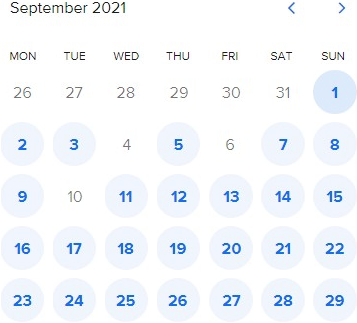 September 2021
MON TUE WED THU FRI SAT SUN
26 27 28 29 30 31 1
2 3 4 5 6 7 8
9 10 11 12 13 14 15
16 17 18 19 20 21 22
23 24 25 26 27 28 29